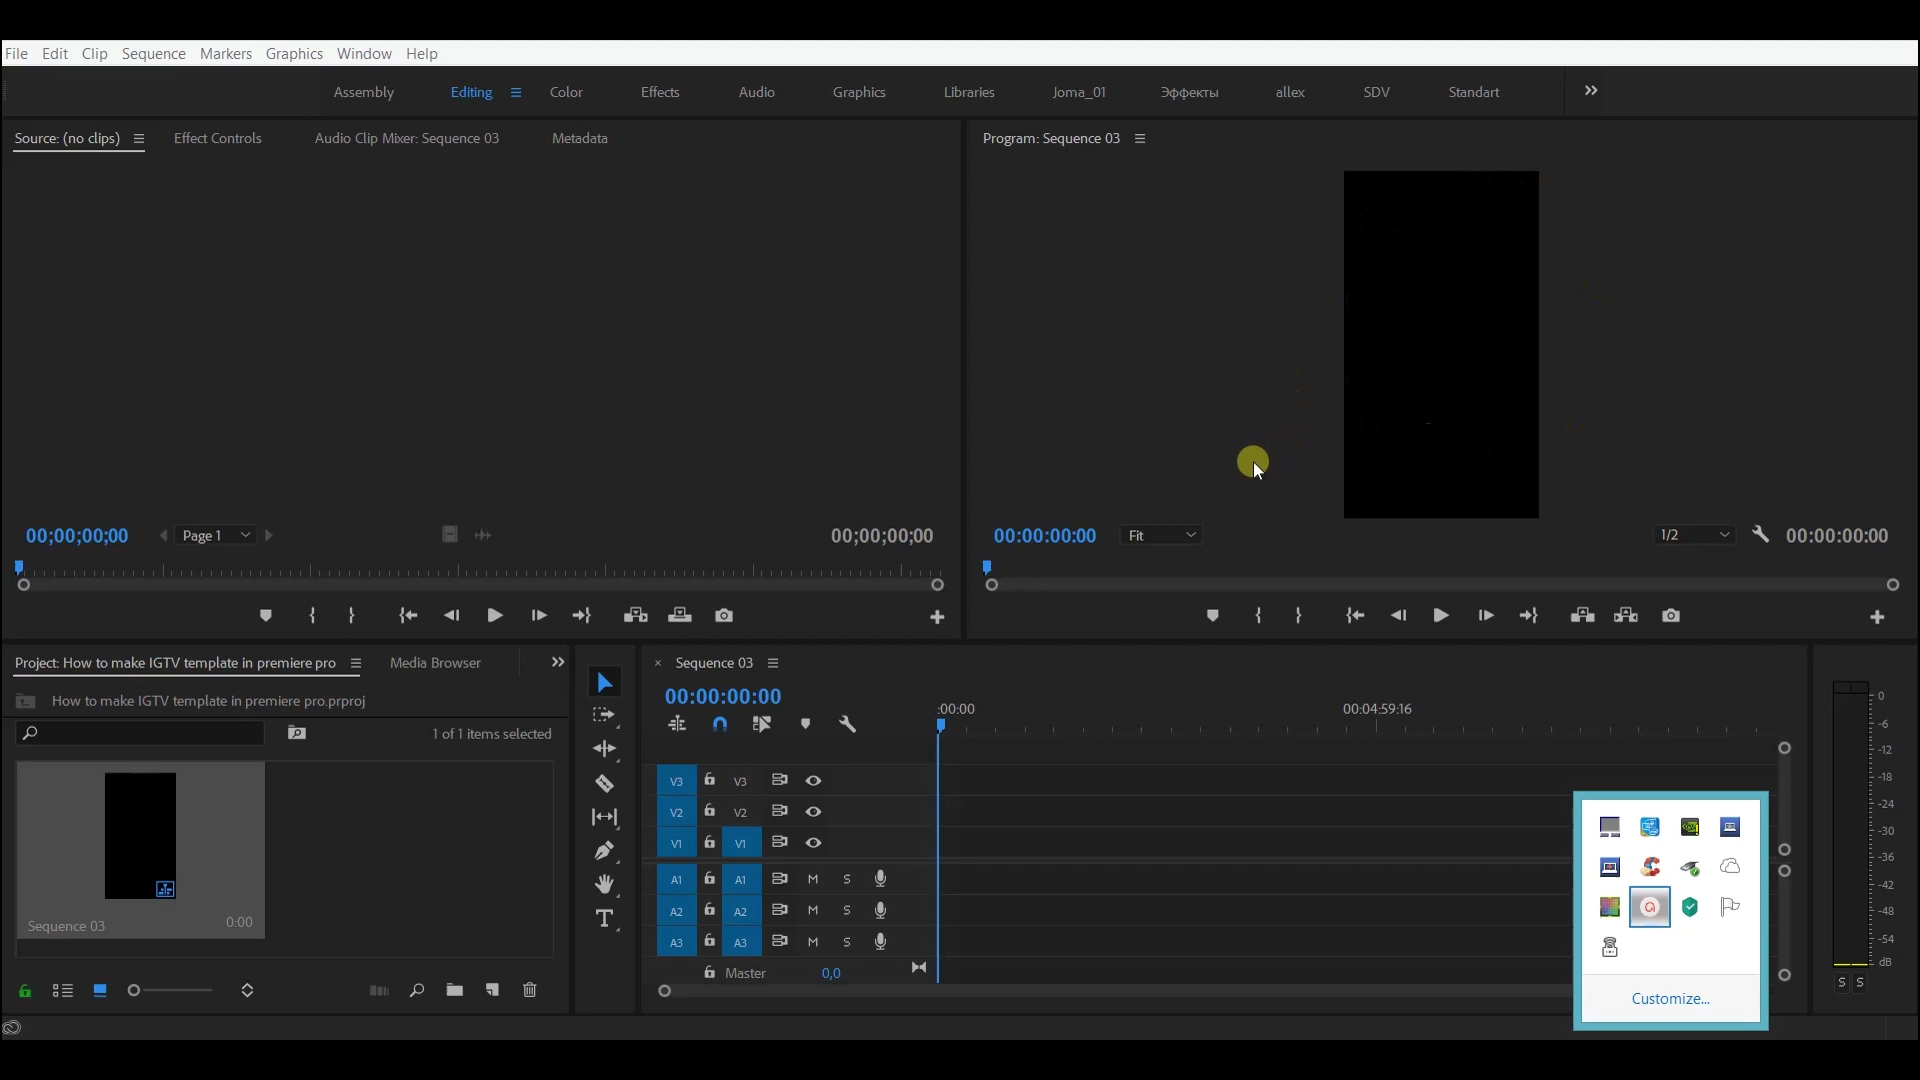 File Edit Clip Sequence Markers Graphics Window Help
Assembly Editing Color Effects Audio Graphics Libraries Joma_01 Эффекты allex SDV Standart
Source: (no clips) Effect Controls Audio Clip Mixer: Sequence 03 Metadata
Program: Sequence 03
00;00;00;00 Page 1 00;00;00;00
00:00:00:00 Fit 1/2 00:00:00:00
Project: How to make IGTV template in premiere pro Media Browser
How to make IGTV template in premiere pro.prproj
1 of 1 items selected
Sequence 03 0:00
× Sequence 03
00:00:00:00
:00:00 00:04:59:16
V3 V3
V2 V2
V1 V1
A1 A1 M S
A2 A2 M S
A3 A3 M S
Master 0,0
Customize...
0
-6
-12
-18
-24
-30
-36
-42
-48
-54
dB
S S